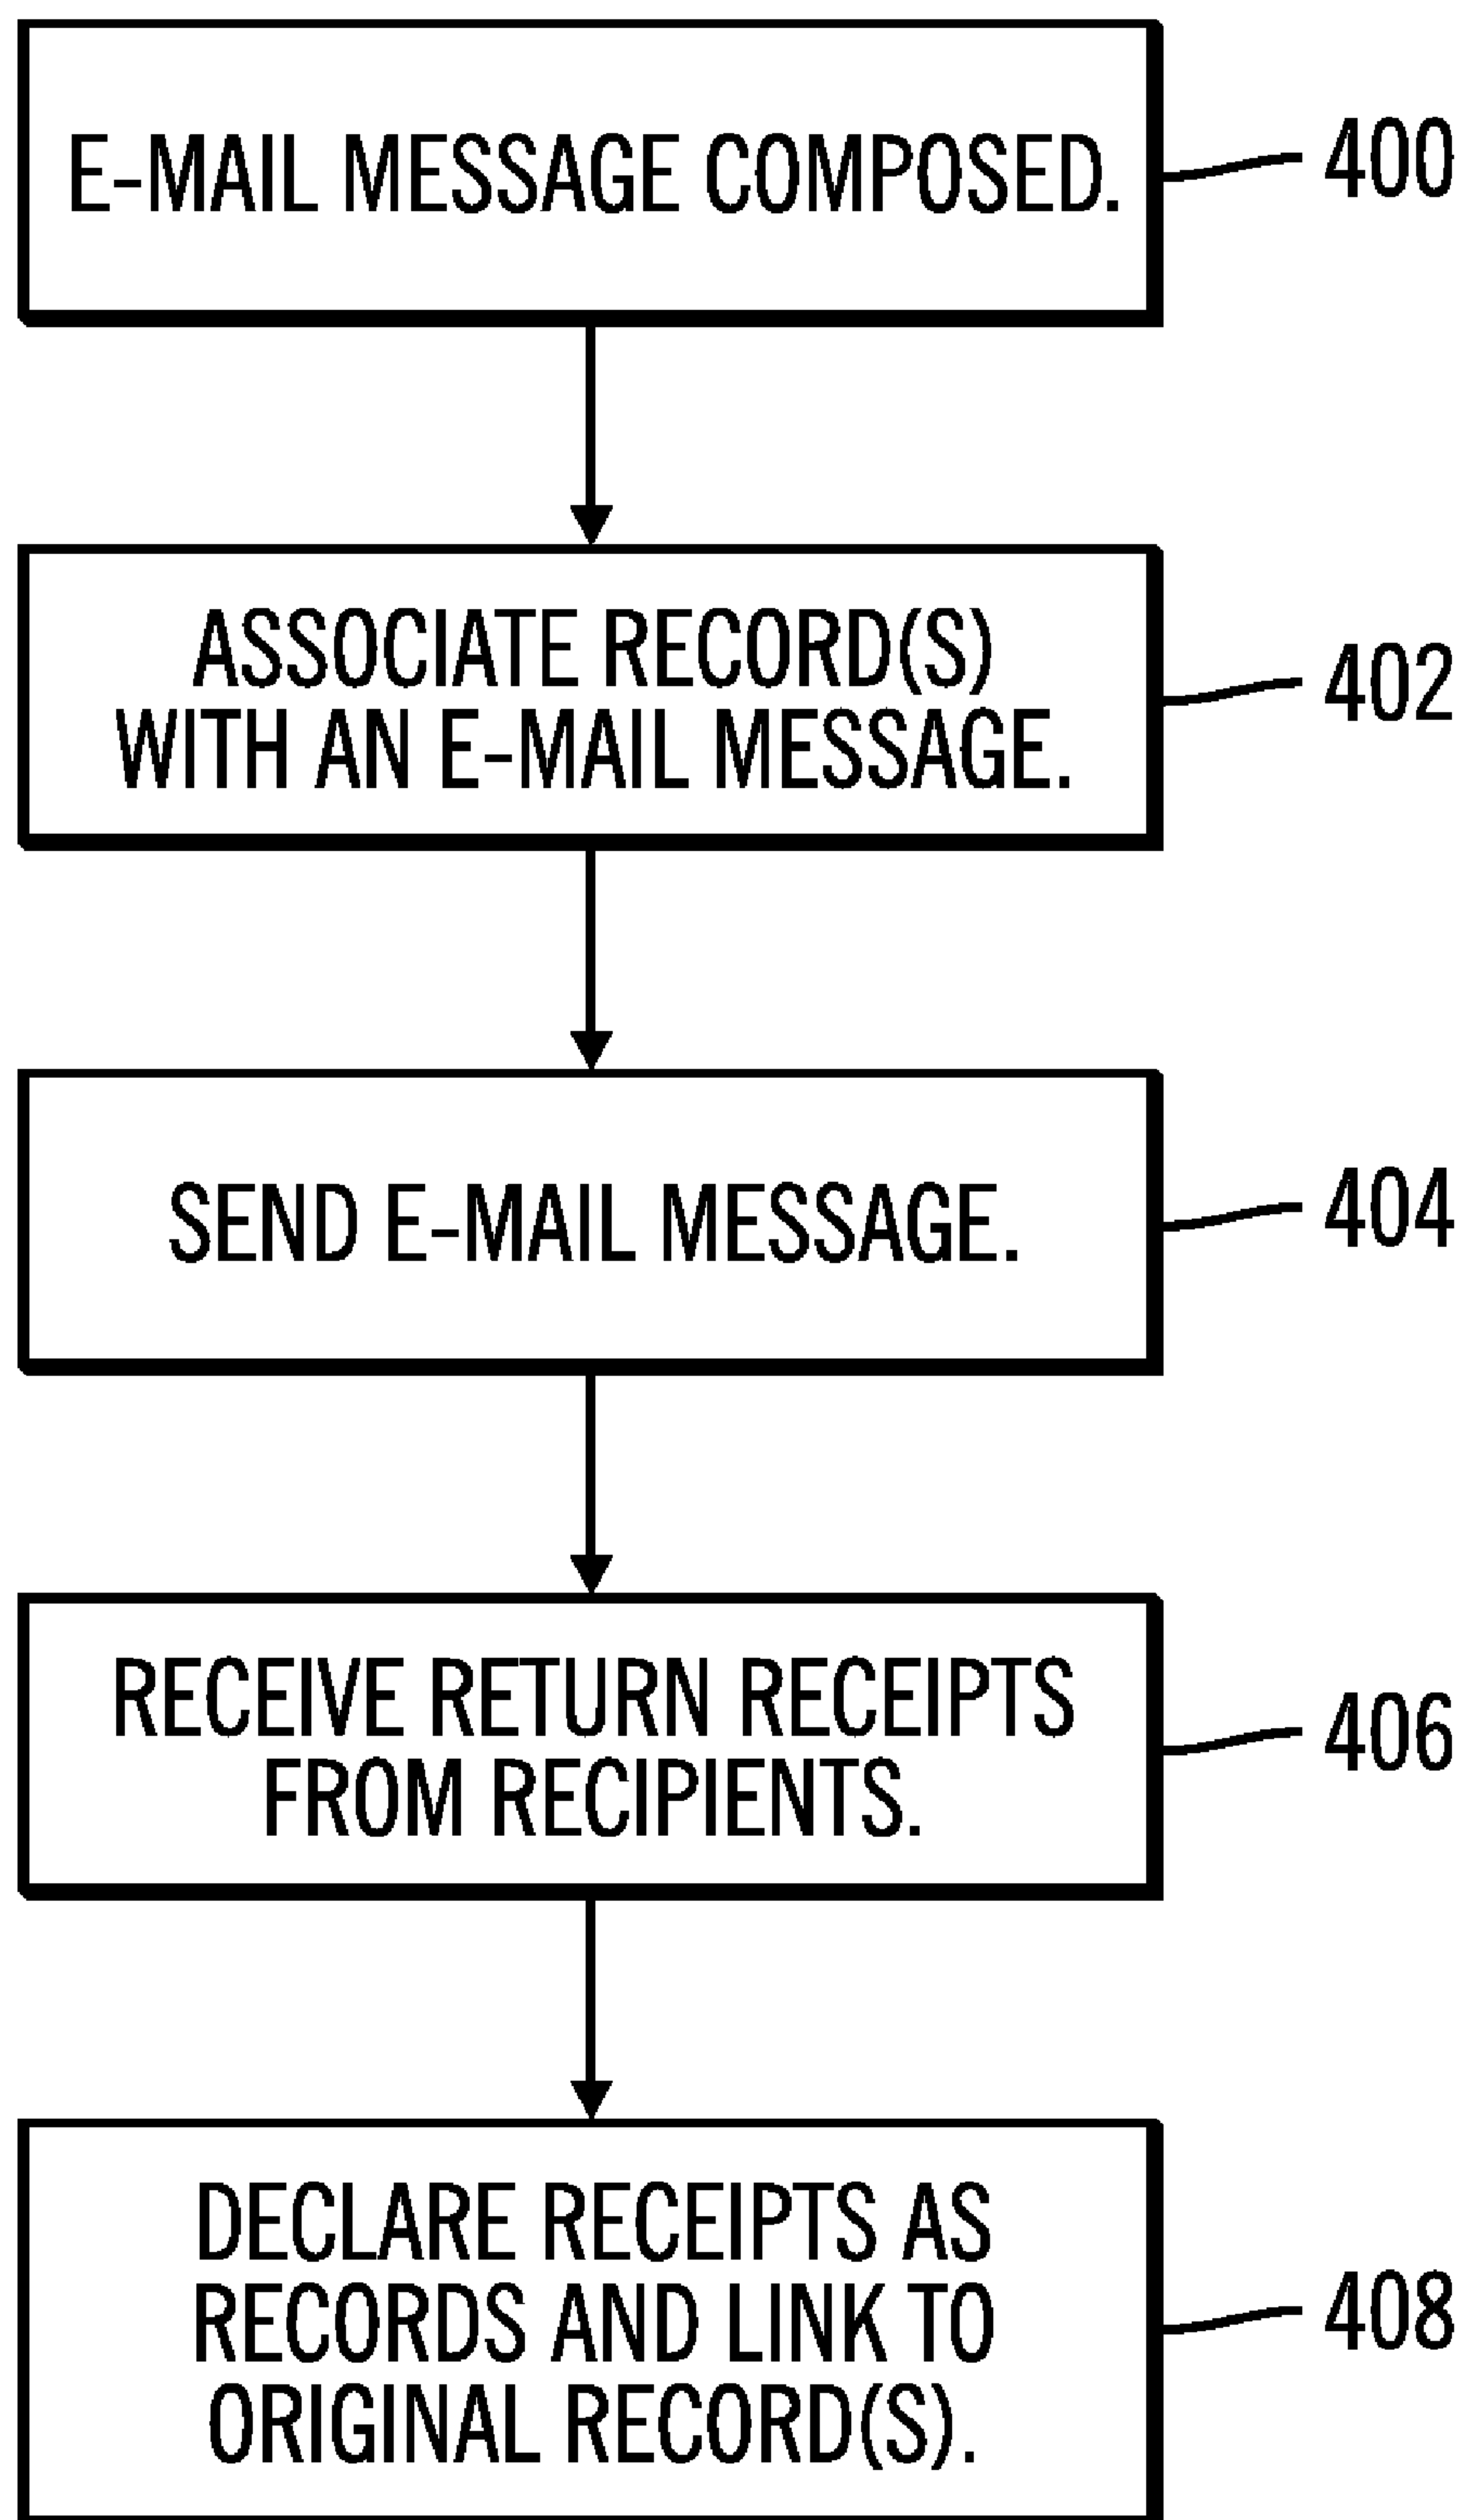 E-MAIL MESSAGE COMPOSED.
400
ASSOCIATE RECORD(S)
WITH AN E-MAIL MESSAGE.
402
SEND E-MAIL MESSAGE.
404
RECEIVE RETURN RECEIPTS
FROM RECIPIENTS.
406
DECLARE RECEIPTS AS
RECORDS AND LINK TO
ORIGINAL RECORD(S).
408